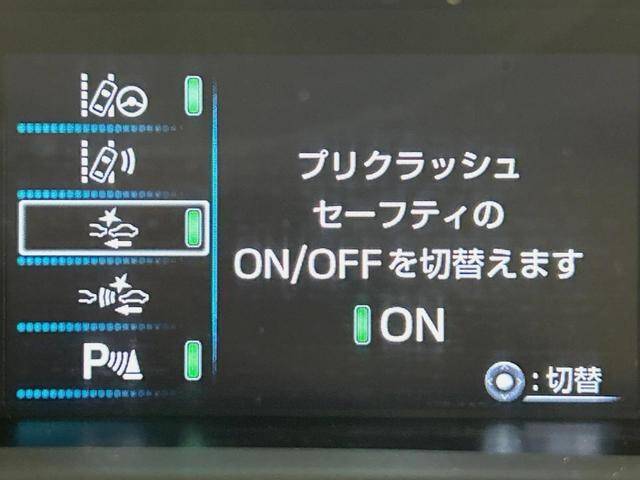 プリクラッシュ
セーフティの
ON/OFFを切替えます
ON
P
:切替